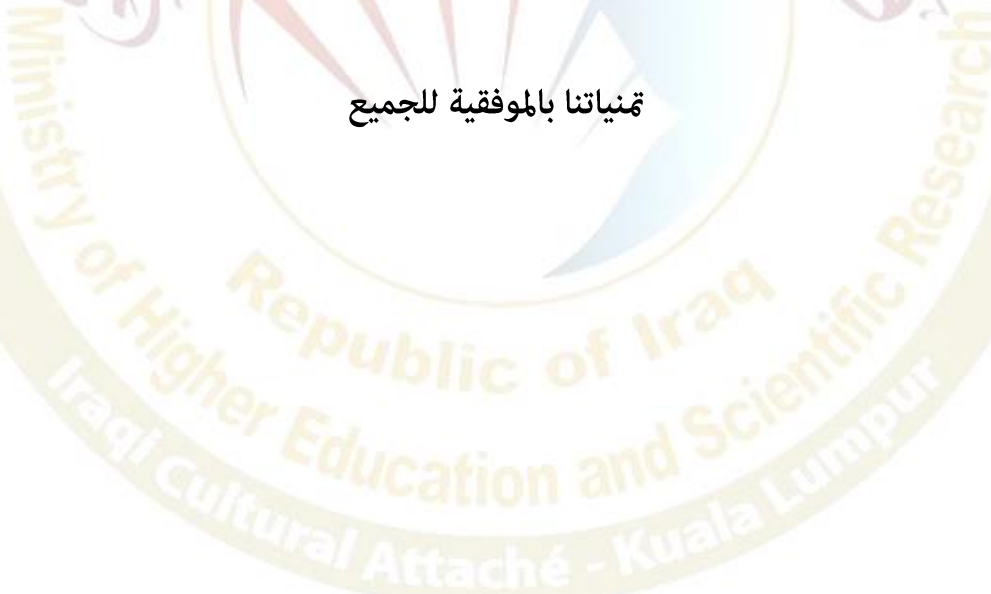 تمنياتنا بالموفقية للجميع
Republic of Iraq
Ministry of Higher Education and Scientific Research
Iraqi Cultural Attaché - Kuala Lumpur